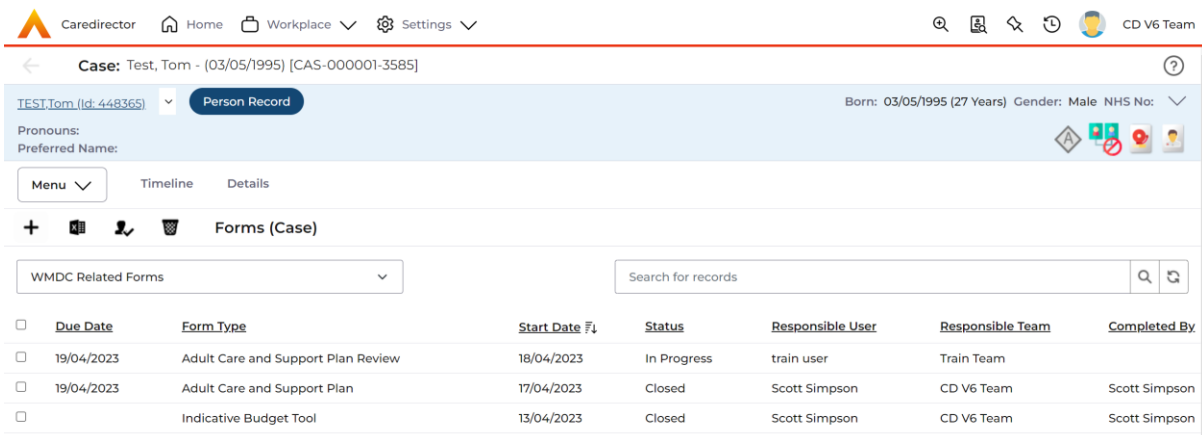 Caredirector Home Workplace Settings CD V6 Team
Case: Test, Tom - (03/05/1995) [CAS-000001-3585]
TEST,Tom (Id: 448365) Person Record Born: 03/05/1995 (27 Years) Gender: Male NHS No:
Pronouns:
Preferred Name:
A
Menu Timeline Details
Forms (Case)
WMDC Related Forms Search for records
Due Date Form Type Start Date Status Responsible User Responsible Team Completed By
19/04/2023 Adult Care and Support Plan Review 18/04/2023 In Progress train user Train Team
19/04/2023 Adult Care and Support Plan 17/04/2023 Closed Scott Simpson CD V6 Team Scott Simpson
Indicative Budget Tool 13/04/2023 Closed Scott Simpson CD V6 Team Scott Simpson